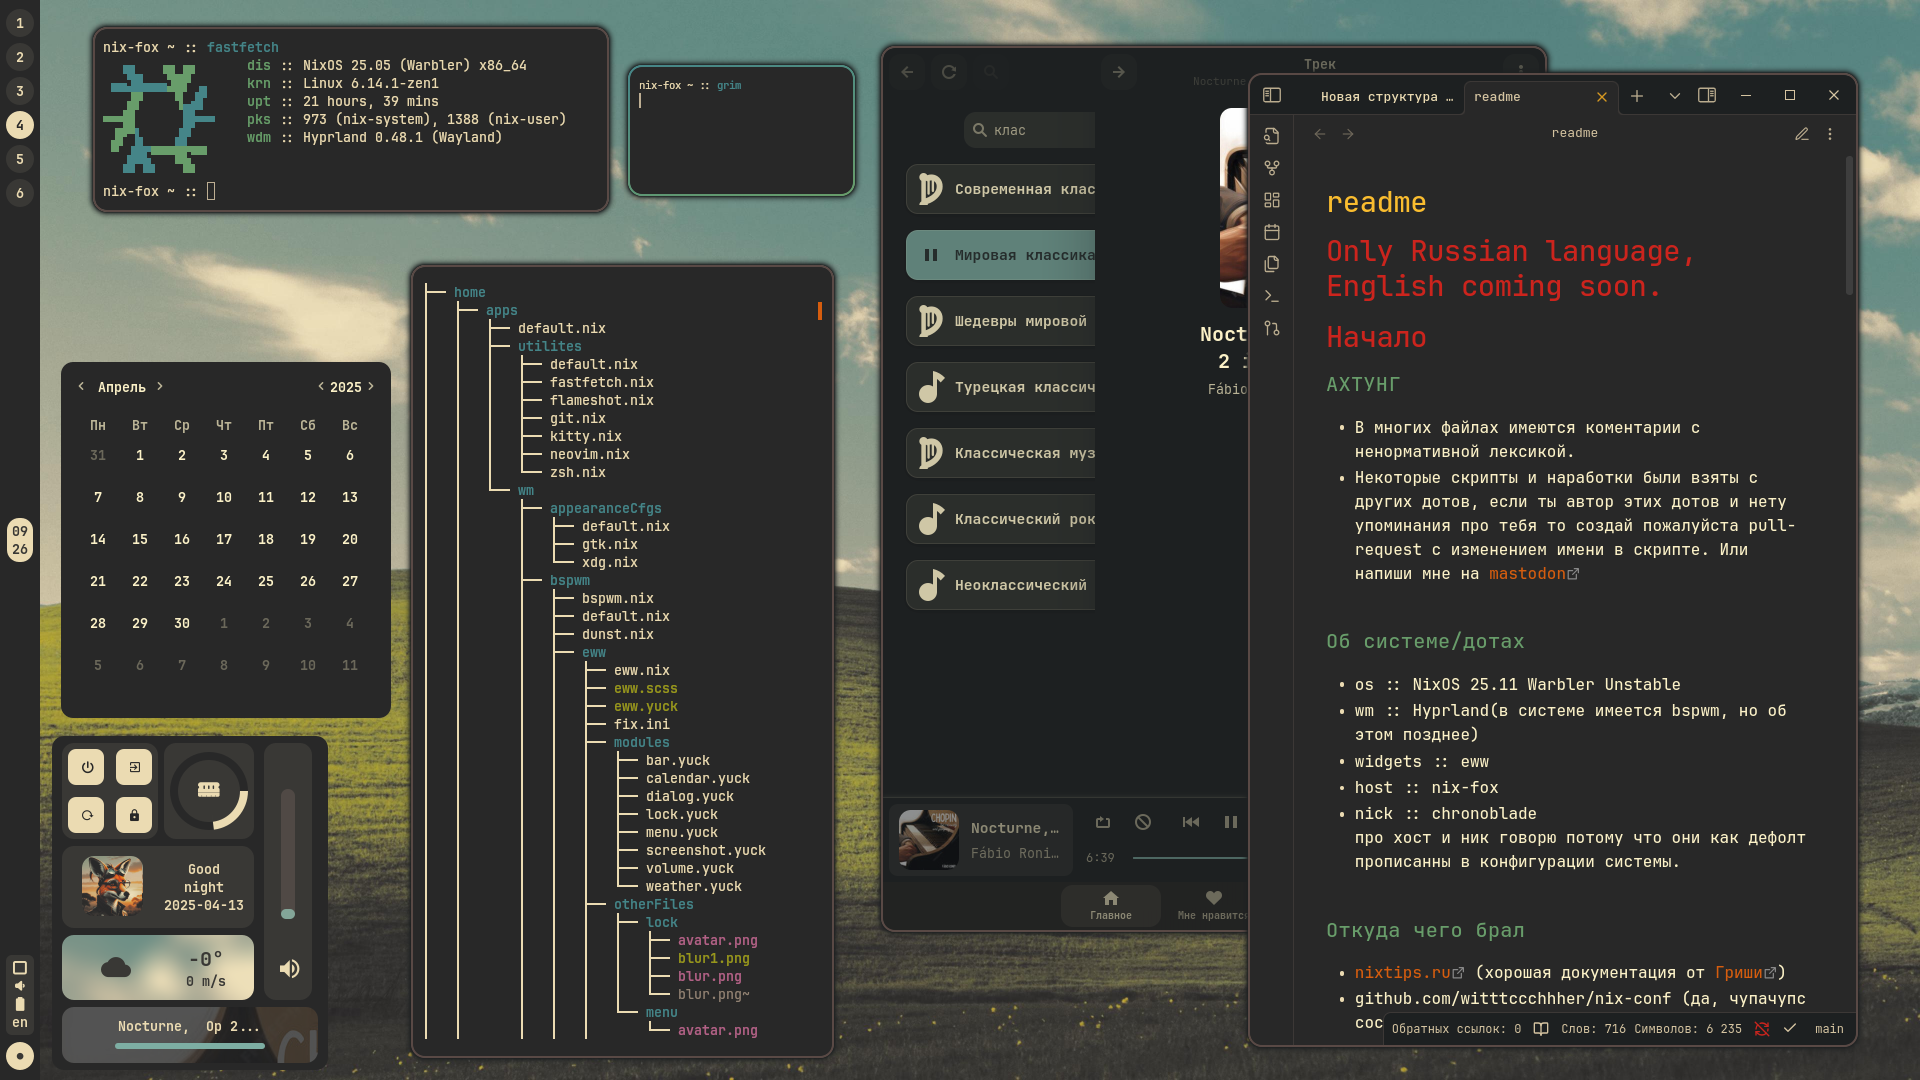 1
2
3
4
5
6
09
26
en
nix-fox ~ :: fastfetch
dis :: NixOS 25.05 (Warbler) x86_64
krn :: Linux 6.14.1-zen1
upt :: 21 hours, 39 mins
pks :: 973 (nix-system), 1388 (nix-user)
wdm :: Hyprland 0.48.1 (Wayland)
nix-fox ~ ::
nix-fox ~ :: grim
Апрель
2025
Пн Вт Ср Чт Пт Сб Вс
31 1 2 3 4 5 6
7 8 9 10 11 12 13
14 15 16 17 18 19 20
21 22 23 24 25 26 27
28 29 30 1 2 3 4
5 6 7 8 9 10 11
Good
night
2025-04-13
-0°
0 m/s
Nocturne, Op 2...
home
apps
default.nix
utilites
default.nix
fastfetch.nix
flameshot.nix
git.nix
kitty.nix
neovim.nix
zsh.nix
wm
appearanceCfgs
default.nix
gtk.nix
xdg.nix
bspwm
bspwm.nix
default.nix
dunst.nix
eww
eww.nix
eww.scss
eww.yuck
fix.ini
modules
bar.yuck
calendar.yuck
dialog.yuck
lock.yuck
menu.yuck
screenshot.yuck
volume.yuck
weather.yuck
otherFiles
lock
avatar.png
blur1.png
blur.png
blur.png~
menu
avatar.png
Трек
Nocturne
клас
Современная клас
Мировая классика
Шедевры мировой
Турецкая классич
Классическая муз
Классический рок
Неоклассический
Noct
2
Fábio
CHOPIN
Nocturne,…
Fábio Roni…
6:39
Главное
Мне нравитс
Новая структура …
readme
readme
readme
Only Russian language,
English coming soon.
Начало
АХТУНГ
• В многих файлах имеются коментарии с
ненормативной лексикой.
• Некоторые скрипты и наработки были взяты с
других дотов, если ты автор этих дотов и нету
упоминания про тебя то создай пожалуйста pull-
request с изменением имени в скрипте. Или
напиши мне на mastodon
Об системе/дотах
• os :: NixOS 25.11 Warbler Unstable
• wm :: Hyprland(в системе имеется bspwm, но об
этом позднее)
• widgets :: eww
• host :: nix-fox
• nick :: chronoblade
про хост и ник говорю потому что они как дефолт
прописанны в конфигурации системы.
Откуда чего брал
• nixtips.ru (хорошая документация от Гриши)
• github.com/witttccchhher/nix-conf (да, чупачупс
сос
Обратных ссылок: 0 Слов: 716 Символов: 6 235 main